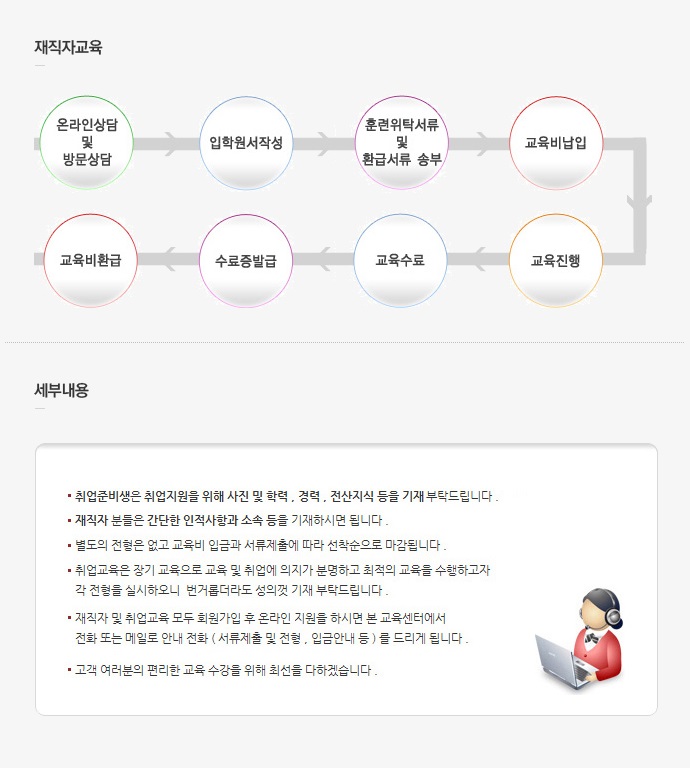 재직자교육
온라인상담
및
방문상담
입학원서작성
훈련위탁서류
및
환급서류 송부
교육비납입
교육진행
교육수료
수료증발급
교육비환급
세부내용
취업준비생은 취업지원을 위해 사진 및 학력 , 경력 , 전산지식 등을 기재 부탁드립니다 .
재직자 분들은 간단한 인적사항과 소속 등을 기재하시면 됩니다 .
별도의 전형은 없고 교육비 입금과 서류제출에 따라 선착순으로 마감됩니다 .
취업교육은 장기 교육으로 교육 및 취업에 의지가 분명하고 최적의 교육을 수행하고자
각 전형을 실시하오니 번거롭더라도 성의껏 기재 부탁드립니다 .
재직자 및 취업교육 모두 회원가입 후 온라인 지원을 하시면 본 교육센터에서
전화 또는 메일로 안내 전화 ( 서류제출 및 전형 , 입금안내 등 ) 를 드리게 됩니다 .
고객 여러분의 편리한 교육 수강을 위해 최선을 다하겠습니다 .